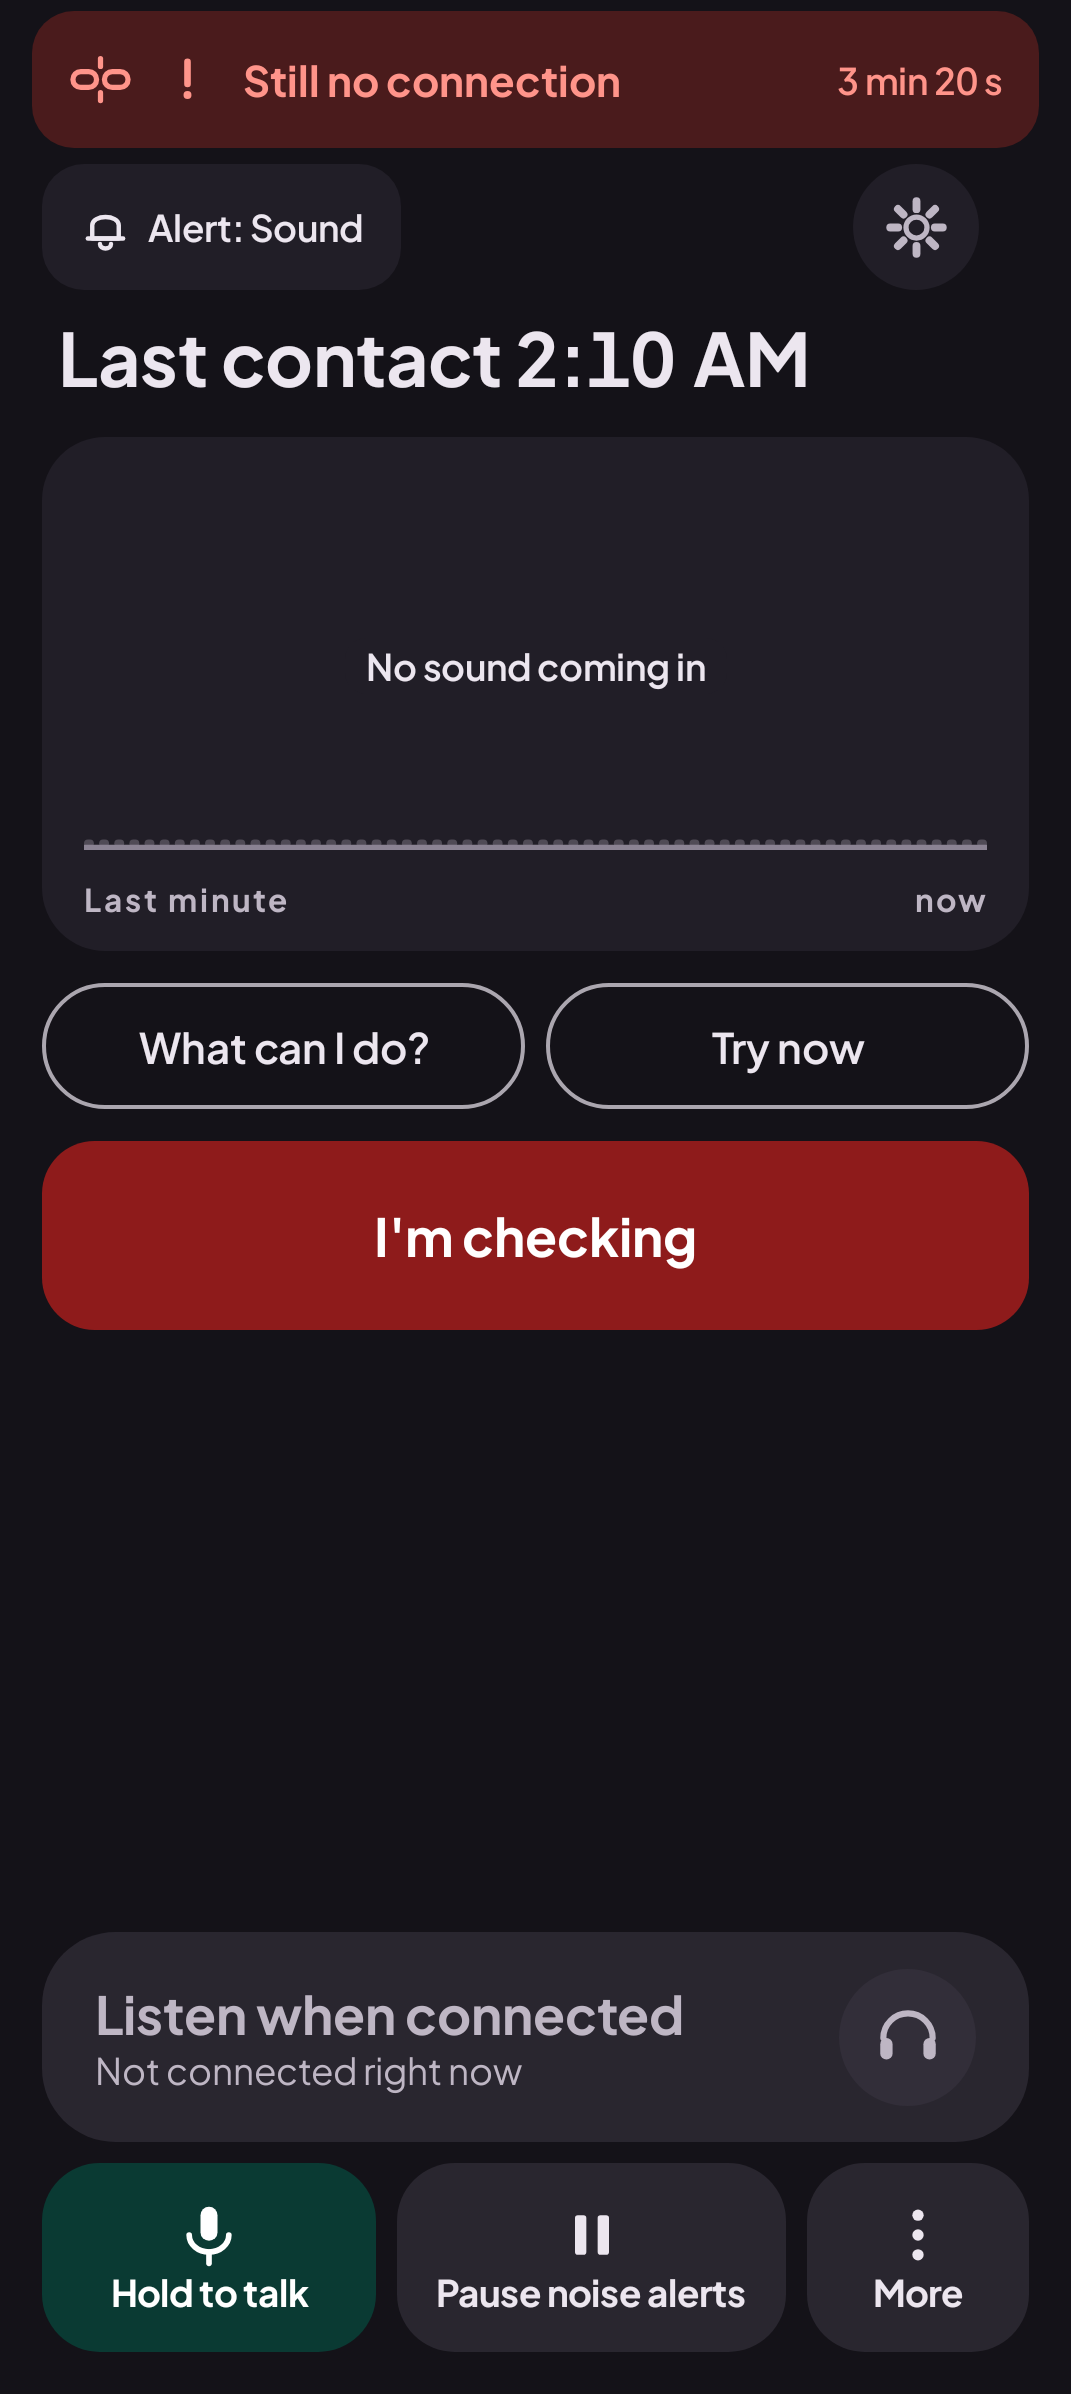 Still no connection
3 min 20 s
Alert: Sound
Last contact 2:10 AM
No sound coming in
Last minute
now
What can I do?
Try now
I'm checking
Listen when connected
Not connected right now
Hold to talk
Pause noise alerts
More